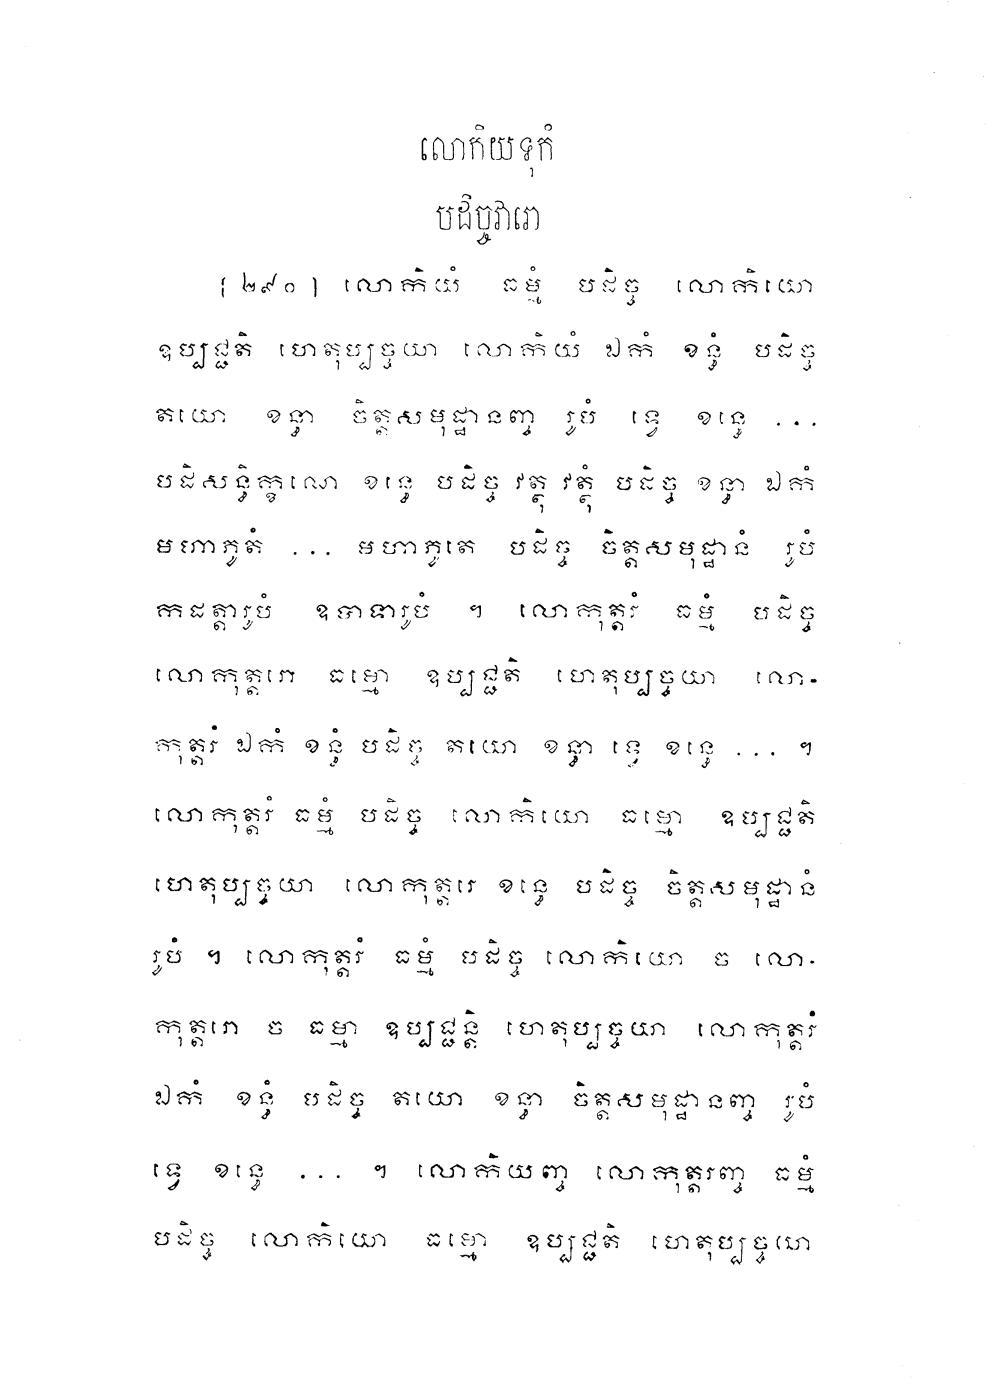 លោកិយទុកំ
បដិច្ចវារោ
[២៩០] លោកិយំ ធម្មំ បដិច្ច លោកិយោ
ឧប្បជ្ជតិ ហេតុប្បច្ចយា លោកិយំ ឯកំ ខន្ធំ បដិច្ច
តយោ ខន្ធា ចិត្តសមុដ្ឋានញ្ច រូបំ ទ្វេ ខន្ធេ ...
បដិសន្ធិក្ខណេ ខន្ធេ បដិច្ច វត្ថុ វត្ថុំ បដិច្ច ខន្ធា ឯកំ
មហាភូតំ ... មហាភូតេ បដិច្ច ចិត្តសមុដ្ឋានំ រូបំ
កដត្តារូបំ ឧបាទារូបំ ។ លោកុត្តរំ ធម្មំ បដិច្ច
លោកុត្តរោ ធម្មោ ឧប្បជ្ជតិ ហេតុប្បច្ចយា លោ-
កុត្តរំ ឯកំ ខន្ធំ បដិច្ច តយោ ខន្ធា ទ្វេ ខន្ធេ ... ។
លោកុត្តរំ ធម្មំ បដិច្ច លោកិយោ ធម្មោ ឧប្បជ្ជតិ
ហេតុប្បច្ចយា លោកុត្តរេ ខន្ធេ បដិច្ច ចិត្តសមុដ្ឋានំ
រូបំ ។ លោកុត្តរំ ធម្មំ បដិច្ច លោកិយោ ច លោ-
កុត្តរោ ច ធម្មា ឧប្បជ្ជន្តិ ហេតុប្បច្ចយា លោកុត្តរំ
ឯកំ ខន្ធំ បដិច្ច តយោ ខន្ធា ចិត្តសមុដ្ឋានញ្ច រូបំ
ទ្វេ ខន្ធេ ... ។ លោកិយញ្ច លោកុត្តរញ្ច ធម្មំ
បដិច្ច លោកិយោ ធម្មោ ឧប្បជ្ជតិ ហេតុប្បច្ចយា